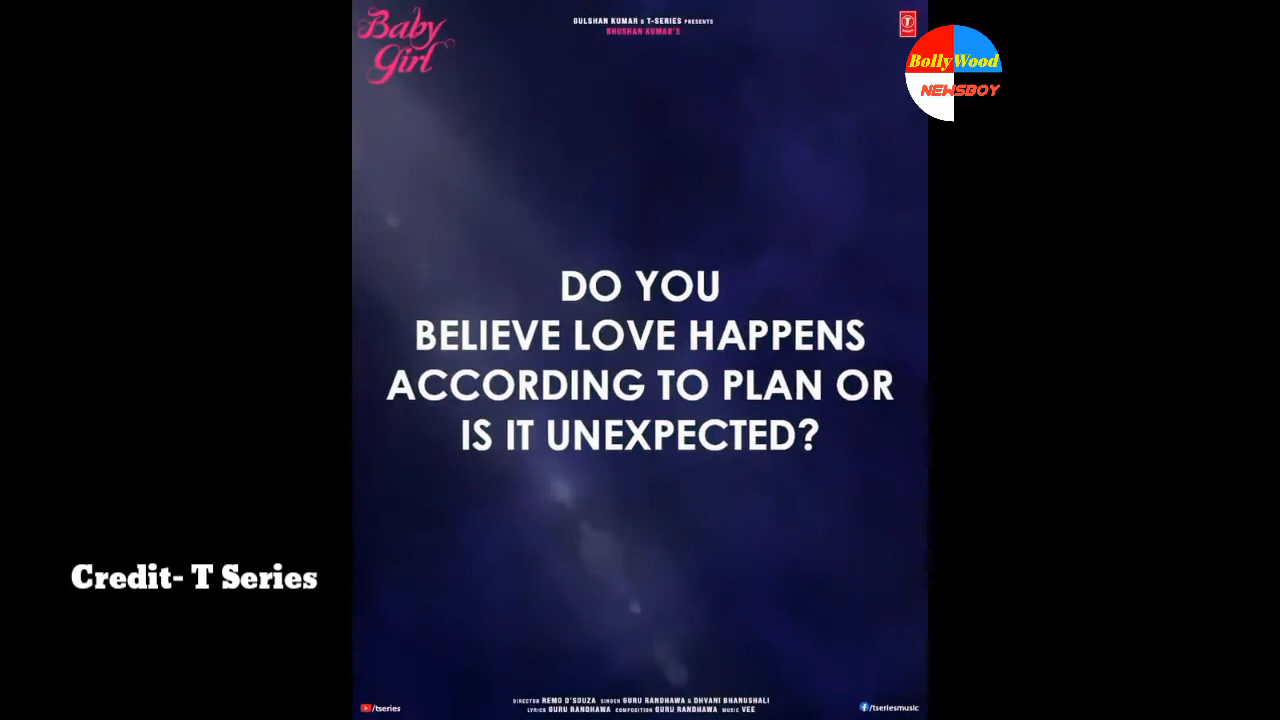 Baby
Girl
GULSHAN KUMAR & T-SERIES PRESENTS
BHUSHAN KUMAR'S
BollyWood
NEWSBOY
DO YOU
BELIEVE LOVE HAPPENS
ACCORDING TO PLAN OR
IS IT UNEXPECTED?
Credit- T Series
DIRECTOR REMO D'SOUZA SINGER GURU RANDHAWA & DHVANI BHANUSHALI
LYRICS GURU RANDHAWA COMPOSITION GURU RANDHAWA MUSIC VEE
/tseries
/tseriesmusic